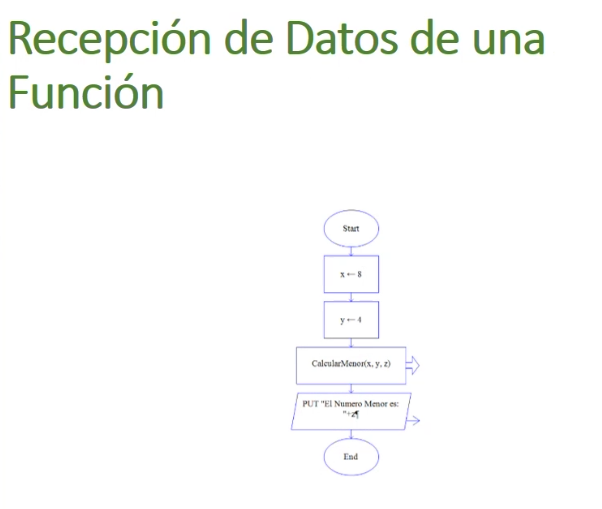 Recepción de Datos de una
Función
Start
x ← 8
y ← 4
CalcularMenor(x, y, z)
PUT "El Numero Menor es:
"+z¶
End